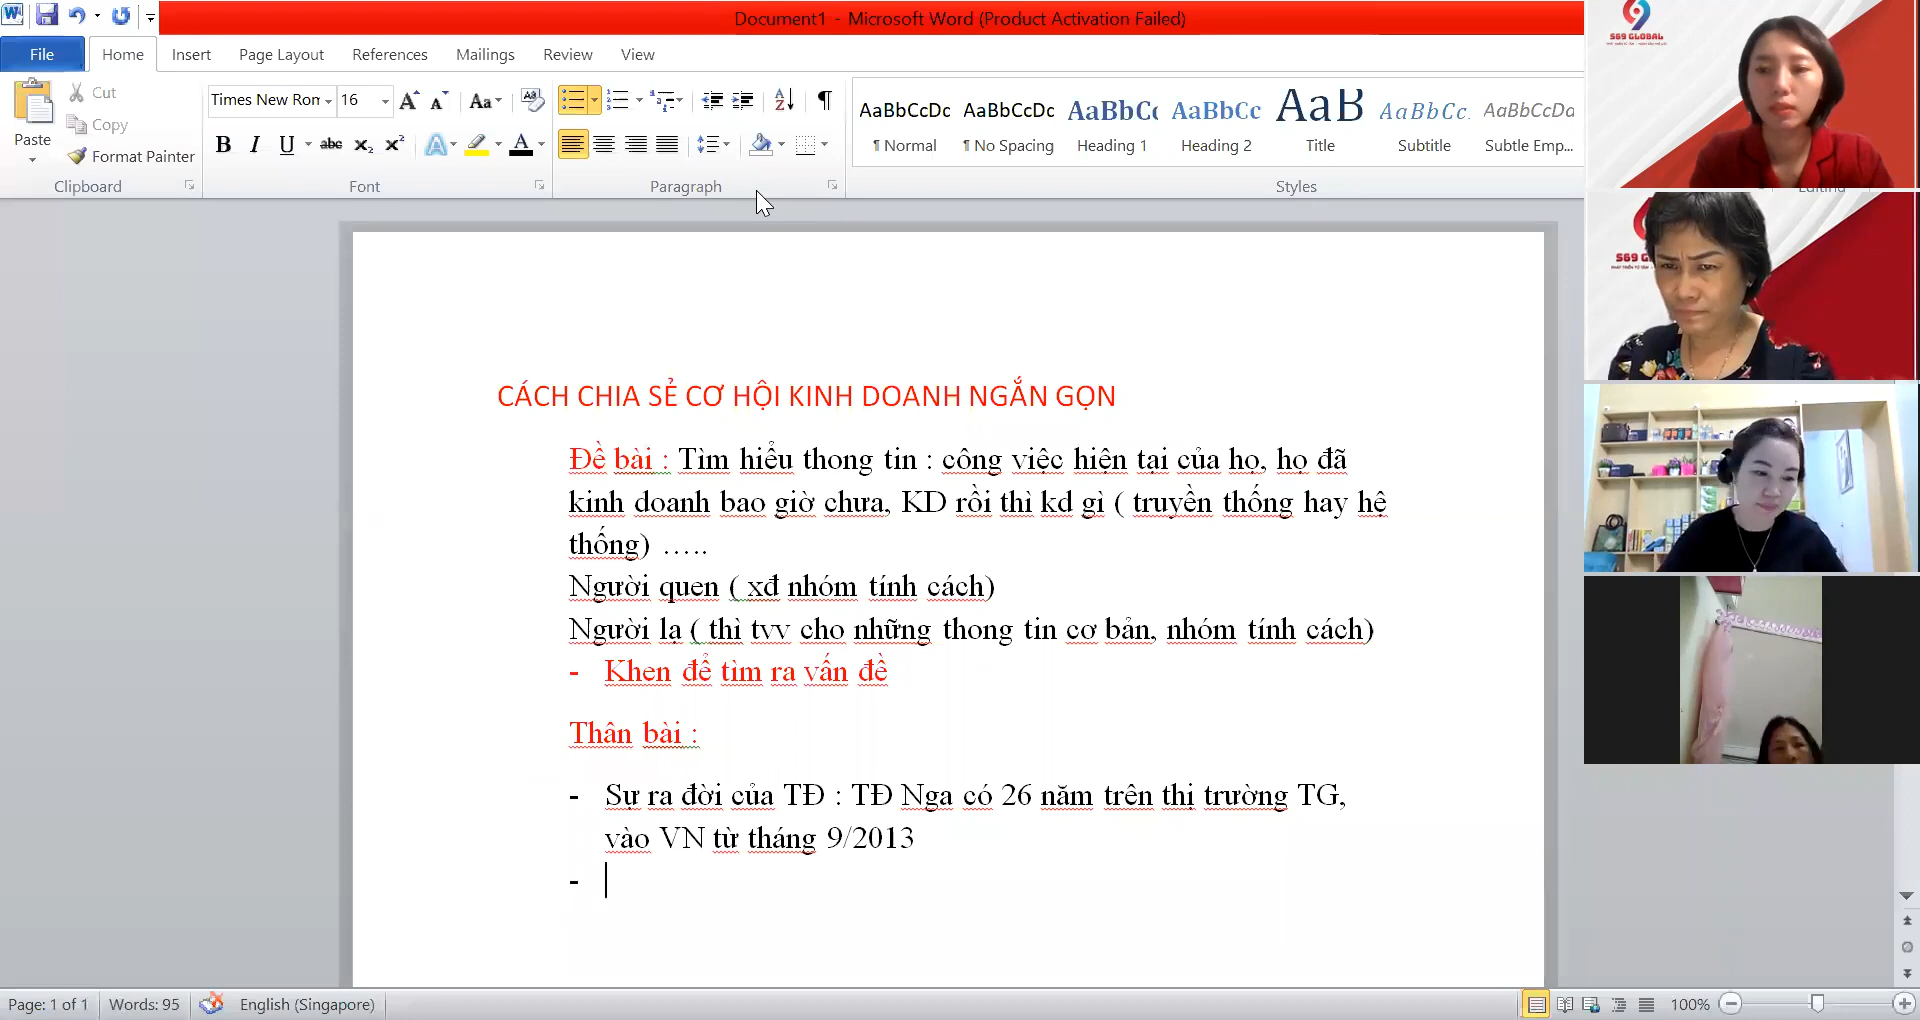 Document1 - Microsoft Word (Product Activation Failed)
File Home Insert Page Layout References Mailings Review View
Paste
Cut
Copy
Format Painter
Clipboard
Times New Ron 16
Font
Paragraph
AaBbCcDc AaBbCcDc AaBbCc AaBbCc AaB AaBbCc. AaBbCcDc
¶ Normal ¶ No Spacing Heading 1 Heading 2 Title Subtitle Subtle Emp...
Styles
Editing
S69 GLOBAL
S69 G
CÁCH CHIA SẺ CƠ HỘI KINH DOANH NGẮN GỌN
Đề bài : Tìm hiểu thong tin : công việc hiện tại của họ, họ đã
kinh doanh bao giờ chưa, KD rồi thì kd gì ( truyền thống hay hệ
thống) …..
Người quen ( xđ nhóm tính cách)
Người lạ ( thì tvv cho những thong tin cơ bản, nhóm tính cách)
- Khen để tìm ra vấn đề
Thân bài :
- Sự ra đời của TĐ : TĐ Nga có 26 năm trên thị trường TG,
vào VN từ tháng 9/2013
-
Page: 1 of 1 Words: 95 English (Singapore) 100%